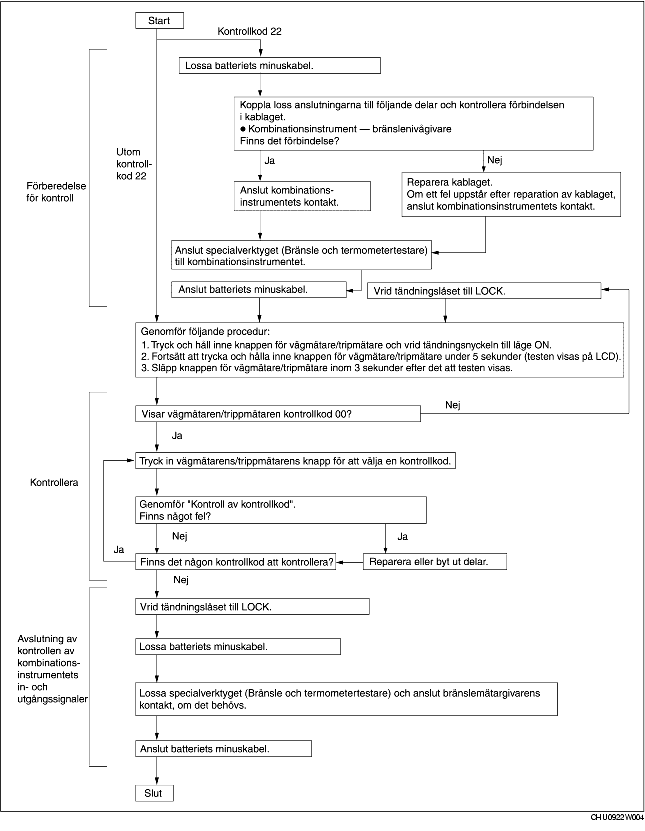 Start
Kontrollkod 22
Lossa batteriets minuskabel.
Koppla loss anslutningarna till följande delar och kontrollera förbindelsen
i kablaget.
● Kombinationsinstrument — bränslenivågivare
Finns det förbindelse?
Utom
kontroll-
kod 22
Förberedelse
för kontroll
Ja
Nej
Anslut kombinations-
instrumentets kontakt.
Reparera kablaget.
Om ett fel uppstår efter reparation av kablaget,
anslut kombinationsinstrumentets kontakt.
Anslut specialverktyget (Bränsle och termometertestare)
till kombinationsinstrumentet.
Anslut batteriets minuskabel.
Vrid tändningslåset till LOCK.
Genomför följande procedur:
1. Tryck och håll inne knappen för vägmätare/tripmätare och vrid tändningsnyckeln till läge ON.
2. Fortsätt att trycka och hålla inne knappen för vägmätare/tripmätare under 5 sekunder (testen visas på LCD).
3. Släpp knappen för vägmätare/tripmätare inom 3 sekunder efter det att testen visas.
Visar vägmätaren/trippmätaren kontrollkod 00?
Nej
Ja
Kontrollera
Tryck in vägmätarens/trippmätarens knapp för att välja en kontrollkod.
Genomför "Kontroll av kontrollkod".
Finns något fel?
Nej
Ja
Ja
Finns det någon kontrollkod att kontrollera?
Reparera eller byt ut delar.
Nej
Vrid tändningslåset till LOCK.
Avslutning av
kontrollen av
kombinations-
instrumentets
in- och
utgångssignaler
Lossa batteriets minuskabel.
Lossa specialverktyget (Bränsle och termometertestare) och anslut bränslemätargivarens
kontakt, om det behövs.
Anslut batteriets minuskabel.
Slut
CHU0922W004